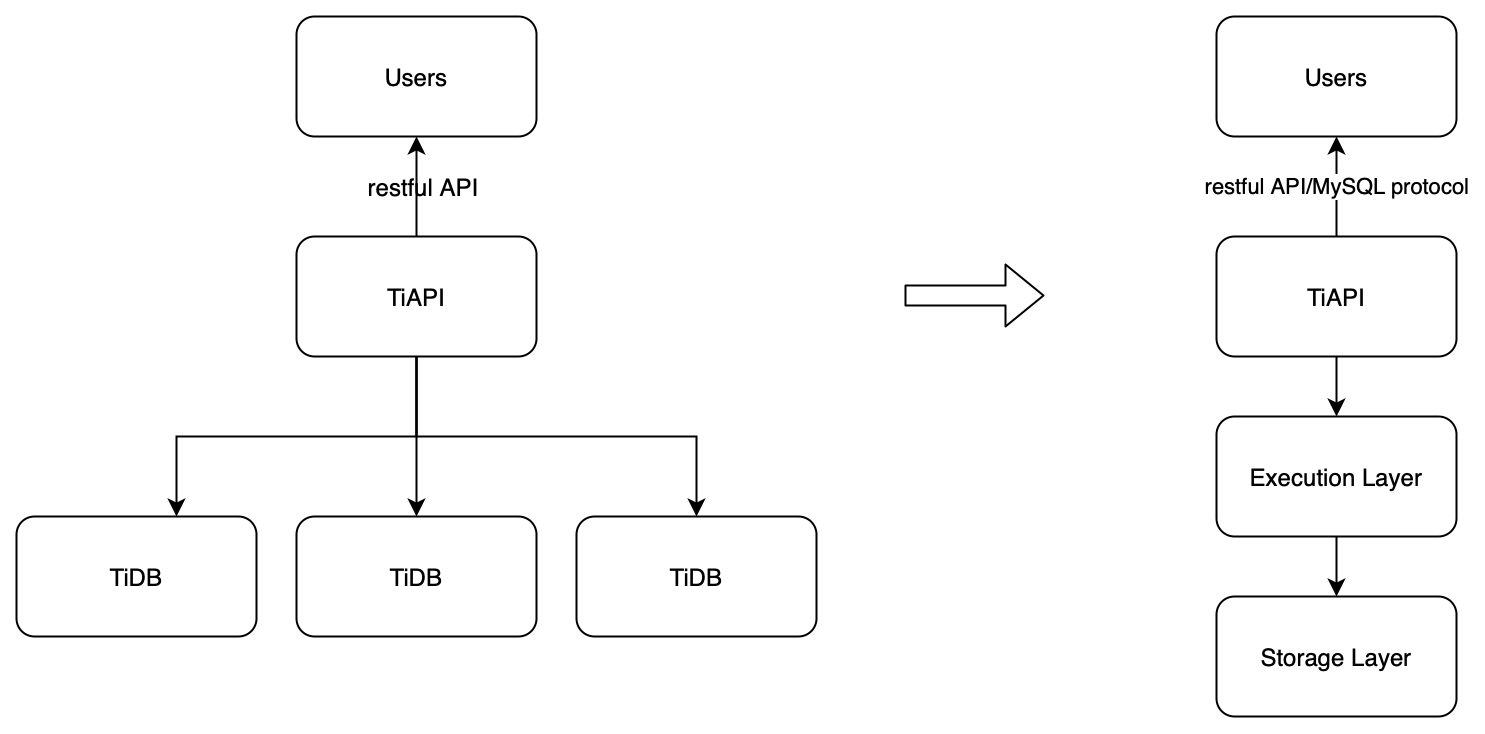 Users
restful API
TiAPI
TiDB
TiDB
TiDB
Users
restful API/MySQL protocol
TiAPI
Execution Layer
Storage Layer